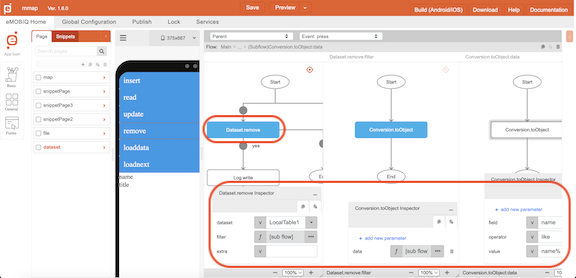 mmap Ver. 1.6.0
Save
Preview
Build (Android/iOS)
Download
Help
Documentation
eMOBIQ Home
Global Configuration
Publish
Lock
Services
App Icon
Basic
General
Forms
Page
Snippets
Search pages
map
snippetPage
snippetPage3
snippetPage2
file
dataset
375x667
insert
read
update
remove
loaddata
loadnext
name
title
Parent
Event: press
Flow: Main › ... › (Subflow)Conversion.toObject:data
Dataset.remove:filter
Conversion.toObject:data
Start
Dataset.remove
yes
Log.write
Start
Conversion.toObject
End
Start
Conversion.toObject
Dataset.remove Inspector
dataset
LocalTable1
filter
f
[sub flow]
extra
Conversion.toObject Inspector
+ add new parameter
data
f
[sub flow
Conversion.toObject Inspector
+ add new parameter
field
v
name
operator
v
like
value
v
name%
100%
Dataset.remove:filter
100%
Conversion.toObject:data
100%